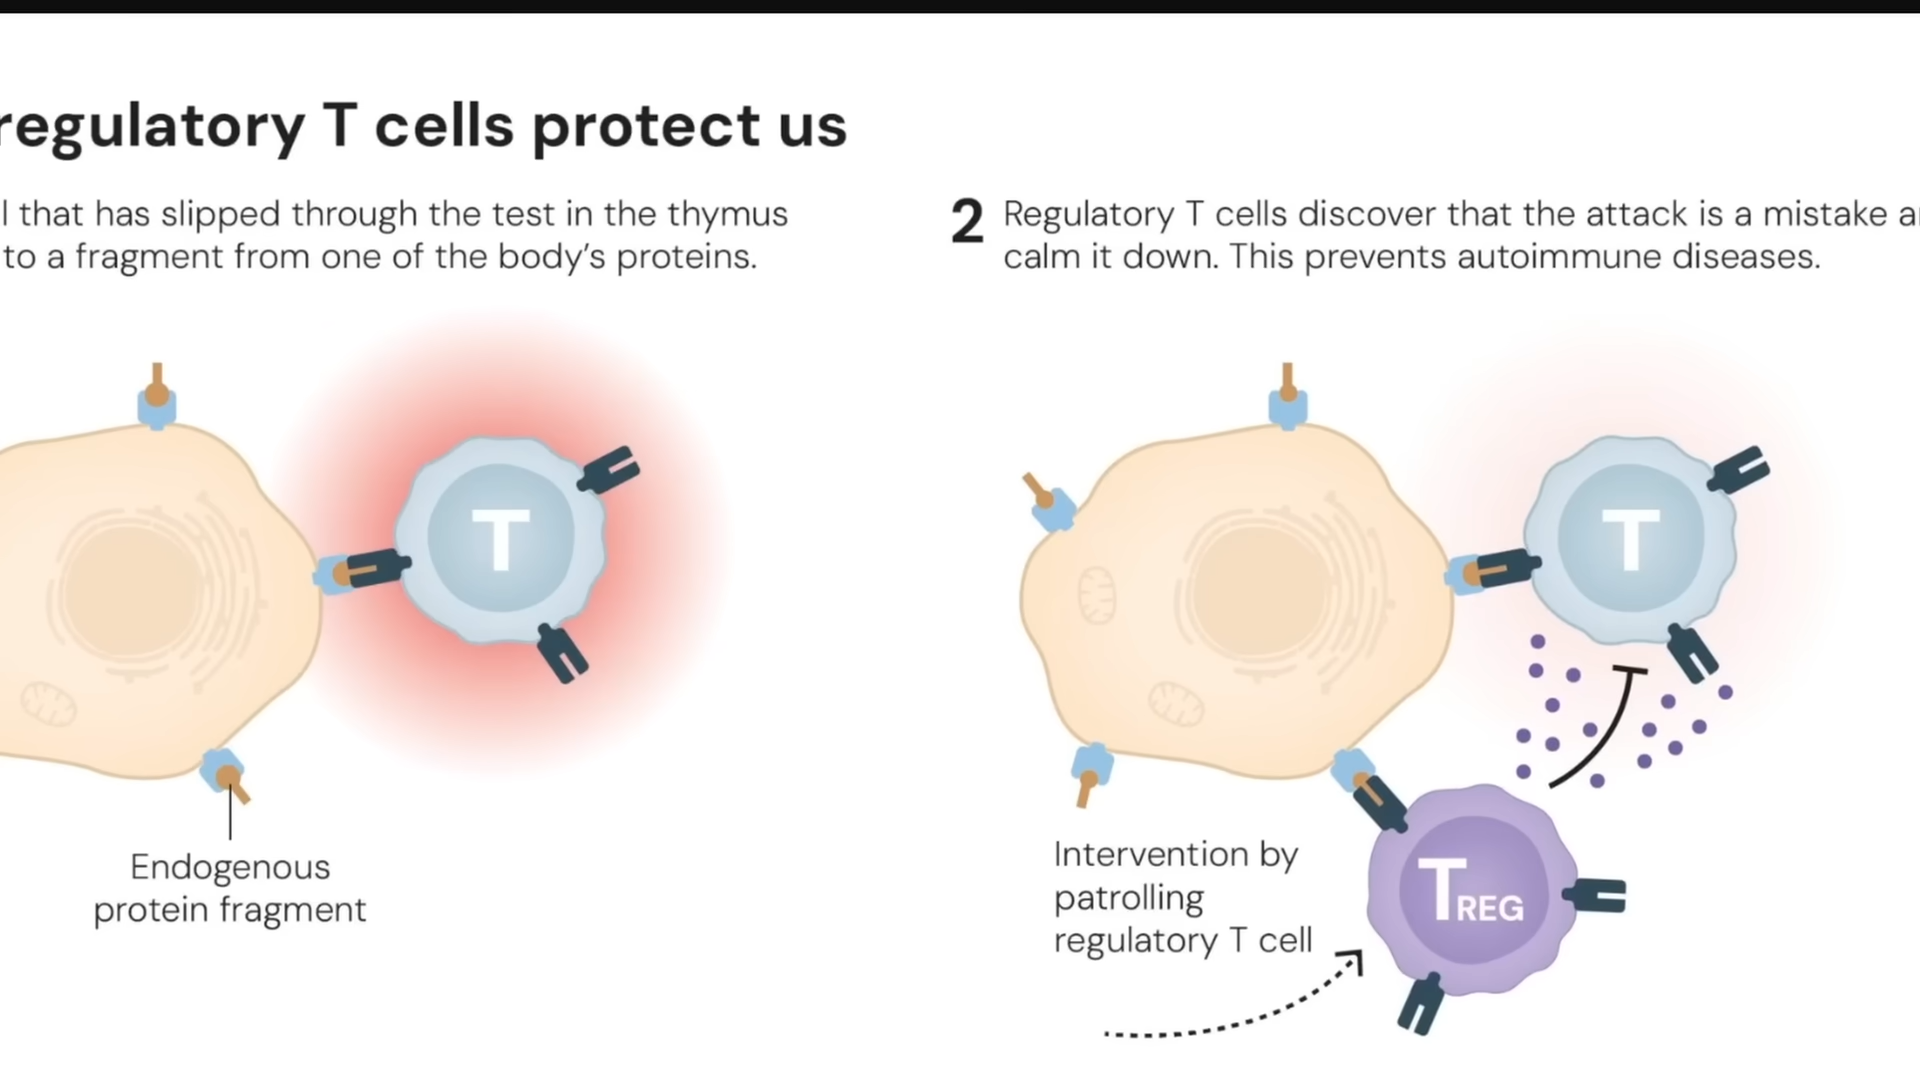 regulatory T cells protect us
l that has slipped through the test in the thymus
to a fragment from one of the body’s proteins.
2 Regulatory T cells discover that the attack is a mistake a
calm it down. This prevents autoimmune diseases.
T
Endogenous
protein fragment
T
Intervention by
patrolling
regulatory T cell
TREG